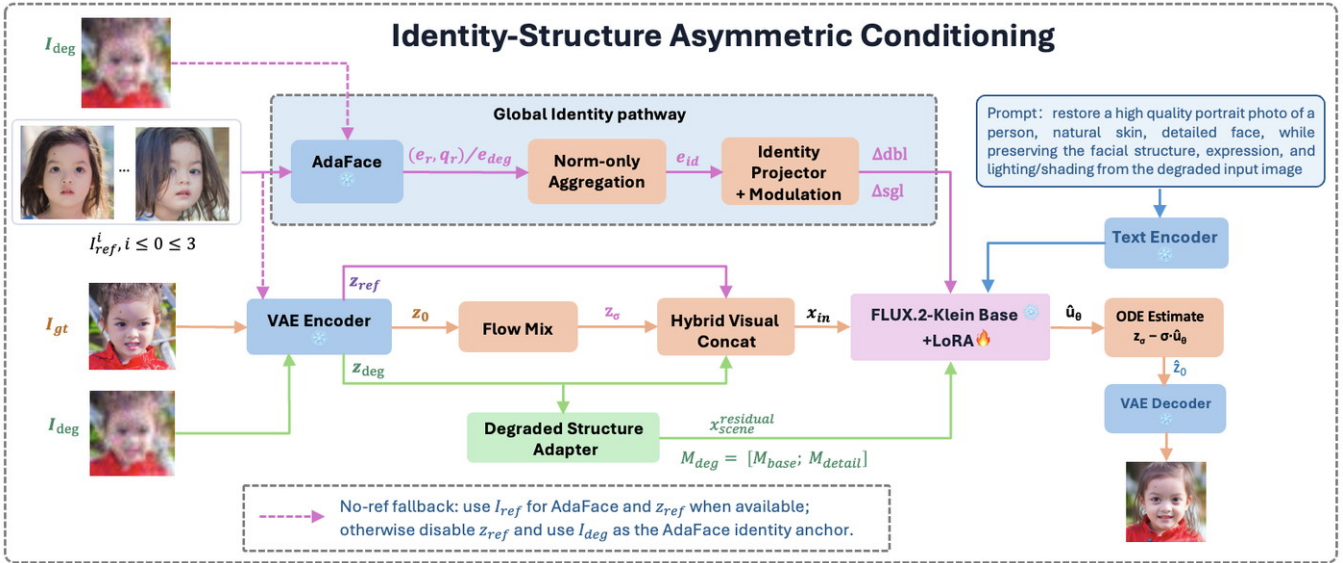 Identity-Structure Asymmetric Conditioning
I_deg
Global Identity pathway
AdaFace
(e_r, q_r)/e_deg
Norm-only
Aggregation
e_id
Identity
Projector
+ Modulation
Δdbl
Δsgl
Prompt: restore a high quality portrait photo of a
person, natural skin, detailed face, while
preserving the facial structure, expression, and
lighting/shading from the degraded input image
...
I^i_ref, i ≤ 0 ≤ 3
Text Encoder
z_ref
I_gt
VAE Encoder
z_0
Flow Mix
z_σ
Hybrid Visual
Concat
x_in
FLUX.2-Klein Base
+LoRA🔥
û_θ
ODE Estimate
z_σ − σ·û_θ
ẑ_0
z_deg
VAE Decoder
I_deg
Degraded Structure
Adapter
x^residual_scene
M_deg = [M_base; M_detail]
No-ref fallback: use I_ref for AdaFace and z_ref when available;
otherwise disable z_ref and use I_deg as the AdaFace identity anchor.